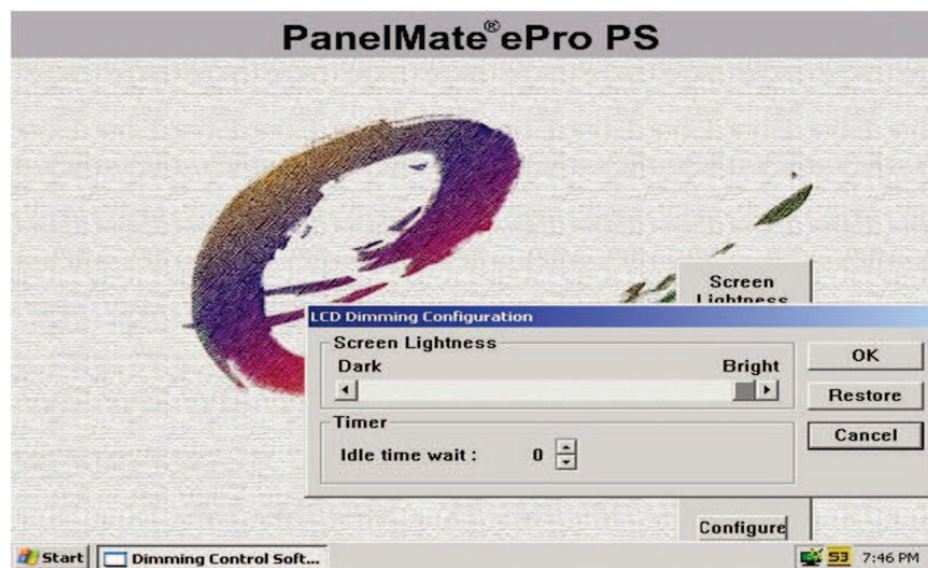 PanelMate® ePro PS
Screen
Lightness
LCD Dimming Configuration
Screen Lightness
Dark
Bright
OK
Restore
Cancel
Timer
Idle time wait :
0
Configure
Start
Dimming Control Soft...
S3
7:46 PM